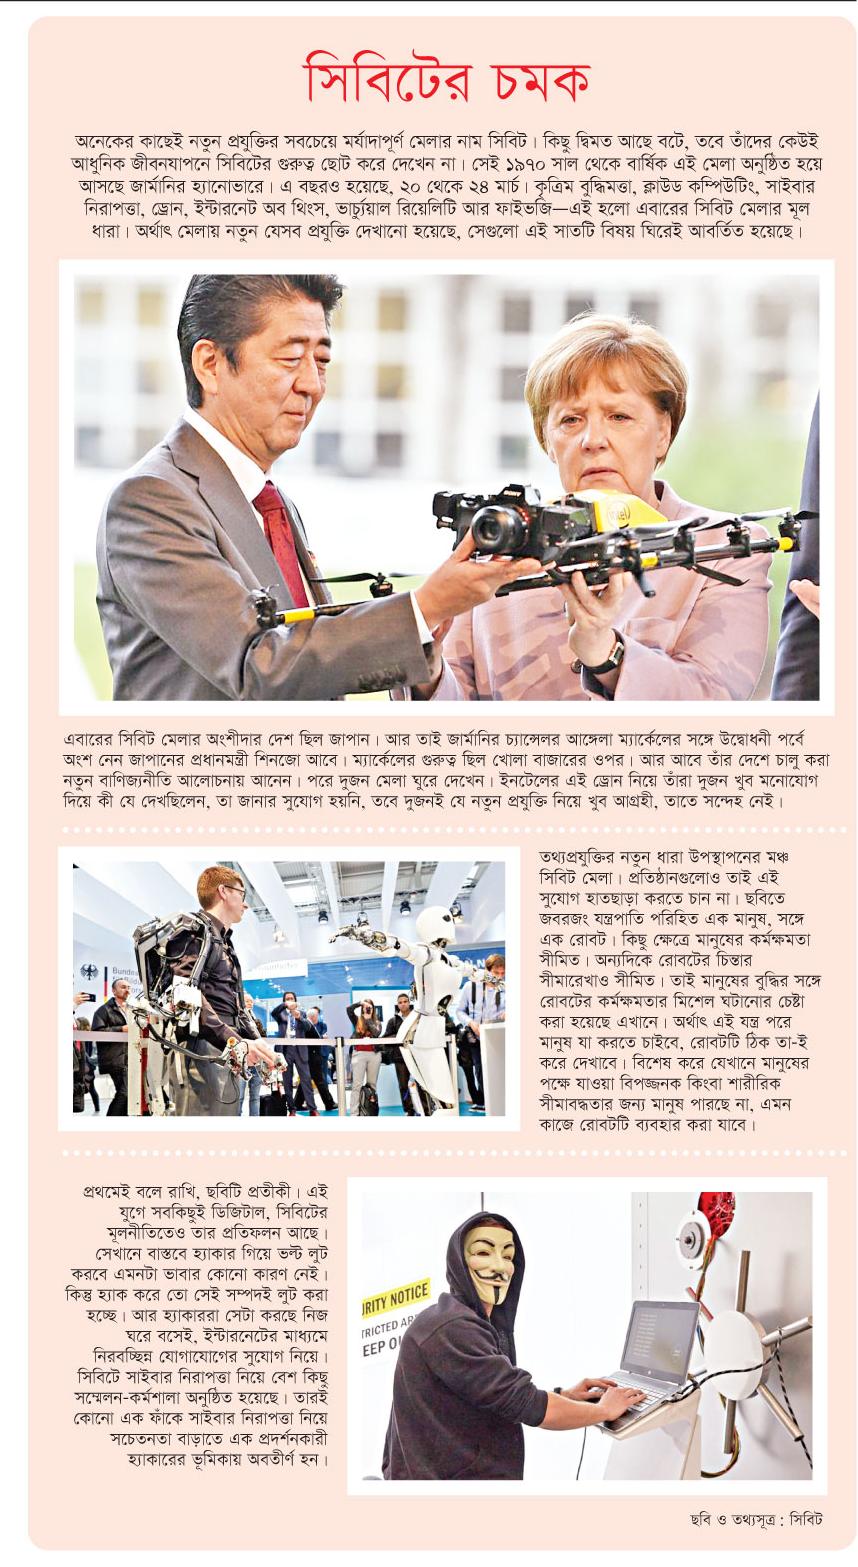 সিবিটের চমক
অনেকের কাছেই নতুন প্রযুক্তির সবচেয়ে মর্যাদাপূর্ণ মেলার নাম সিবিট। কিছু দ্বিমত আছে বটে, তবে তাঁদের কেউই
আধুনিক জীবনযাপনে সিবিটের গুরুত্ব ছোট করে দেখেন না। সেই ১৯৭০ সাল থেকে বার্ষিক এই মেলা অনুষ্ঠিত হয়ে
আসছে জার্মানির হ্যানোভারে। এ বছরও হয়েছে, ২০ থেকে ২৪ মার্চ। কৃত্রিম বুদ্ধিমত্তা, ক্লাউড কম্পিউটিং, সাইবার
নিরাপত্তা, ড্রোন, ইন্টারনেট অব থিংস, ভার্চ্যুয়াল রিয়েলিটি আর ফাইভজি—এই হলো এবারের সিবিট মেলার মূল
ধারা। অর্থাৎ মেলায় নতুন যেসব প্রযুক্তি দেখানো হয়েছে, সেগুলো এই সাতটি বিষয় ঘিরেই আবর্তিত হয়েছে।
SONY
intel
এবারের সিবিট মেলার অংশীদার দেশ ছিল জাপান। আর তাই জার্মানির চ্যান্সেলর আঙ্গেলা ম্যার্কেলের সঙ্গে উদ্বোধনী পর্বে
অংশ নেন জাপানের প্রধানমন্ত্রী শিনজো আবে। ম্যার্কেলের গুরুত্ব ছিল খোলা বাজারের ওপর। আর আবে তাঁর দেশে চালু করা
নতুন বাণিজ্যনীতি আলোচনায় আনেন। পরে দুজন মেলা ঘুরে দেখেন। ইনটেলের এই ড্রোন নিয়ে তাঁরা দুজন খুব মনোযোগ
দিয়ে কী যে দেখছিলেন, তা জানার সুযোগ হয়নি, তবে দুজনই যে নতুন প্রযুক্তি নিয়ে খুব আগ্রহী, তাতে সন্দেহ নেই।
তথ্যপ্রযুক্তির নতুন ধারা উপস্থাপনের মঞ্চ
সিবিট মেলা। প্রতিষ্ঠানগুলোও তাই এই
সুযোগ হাতছাড়া করতে চান না। ছবিতে
জবরজং যন্ত্রপাতি পরিহিত এক মানুষ, সঙ্গে
এক রোবট। কিছু ক্ষেত্রে মানুষের কর্মক্ষমতা
সীমিত। অন্যদিকে রোবটের চিন্তার
সীমারেখাও সীমিত। তাই মানুষের বুদ্ধির সঙ্গে
রোবটের কর্মক্ষমতার মিশেল ঘটানোর চেষ্টা
করা হয়েছে এখানে। অর্থাৎ এই যন্ত্র পরে
মানুষ যা করতে চাইবে, রোবটটি ঠিক তা-ই
করে দেখাবে। বিশেষ করে যেখানে মানুষের
পক্ষে যাওয়া বিপজ্জনক কিংবা শারীরিক
সীমাবদ্ধতার জন্য মানুষ পারছে না, এমন
কাজে রোবটটি ব্যবহার করা যাবে।
প্রথমেই বলে রাখি, ছবিটি প্রতীকী। এই
যুগে সবকিছুই ডিজিটাল, সিবিটের
মূলনীতিতেও তার প্রতিফলন আছে।
সেখানে বাস্তবে হ্যাকার গিয়ে ভল্ট লুট
করবে এমনটা ভাবার কোনো কারণ নেই।
কিন্তু হ্যাক করে তো সেই সম্পদই লুট করা
হচ্ছে। আর হ্যাকাররা সেটা করছে নিজ
ঘরে বসেই, ইন্টারনেটের মাধ্যমে
নিরবচ্ছিন্ন যোগাযোগের সুযোগ নিয়ে।
সিবিটে সাইবার নিরাপত্তা নিয়ে বেশ কিছু
সম্মেলন-কর্মশালা অনুষ্ঠিত হয়েছে। তারই
কোনো এক ফাঁকে সাইবার নিরাপত্তা নিয়ে
সচেতনতা বাড়াতে এক প্রদর্শনকারী
হ্যাকারের ভূমিকায় অবতীর্ণ হন।
URITY NOTICE
TRICTED AR
EEP OU
ছবি ও তথ্যসূত্র : সিবিট